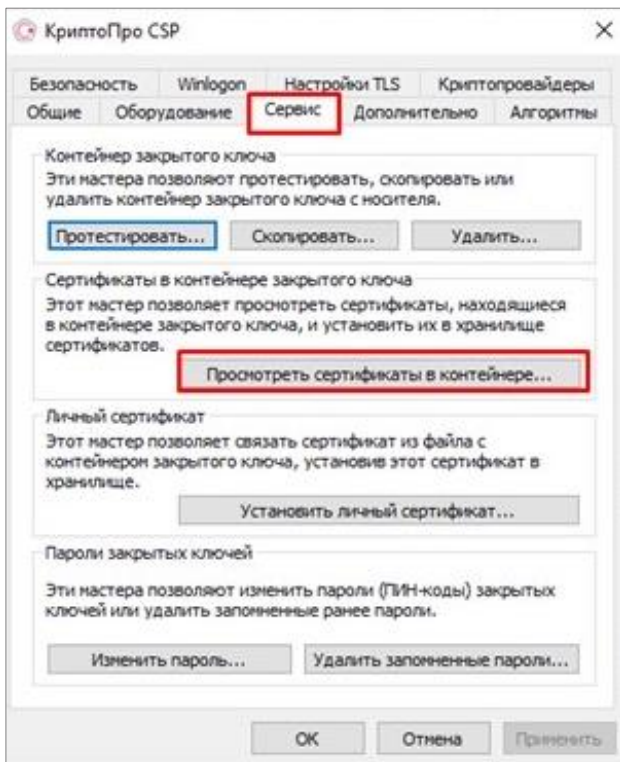 КриптоПро CSP
Безопасность Winlogon Настройки TLS Криптопровайдеры
Общие Оборудование Сервис Дополнительно Алгоритмы
Контейнер закрытого ключа
Эти мастера позволяют протестировать, скопировать или
удалить контейнер закрытого ключа с носителя.
Протестировать... Скопировать... Удалить...
Сертификаты в контейнере закрытого ключа
Этот мастер позволяет просмотреть сертификаты, находящиеся
в контейнере закрытого ключа, и установить их в хранилище
сертификатов.
Просмотреть сертификаты в контейнере...
Личный сертификат
Этот мастер позволяет связать сертификат из файла с
контейнером закрытого ключа, установив этот сертификат в
хранилище.
Установить личный сертификат...
Пароли закрытых ключей
Эти мастера позволяют изменить пароли (ПИН-коды) закрытых
ключей или удалить запомненные ранее пароли.
Изменить пароль... Удалить запомненные пароли...
ОК Отмена Применить